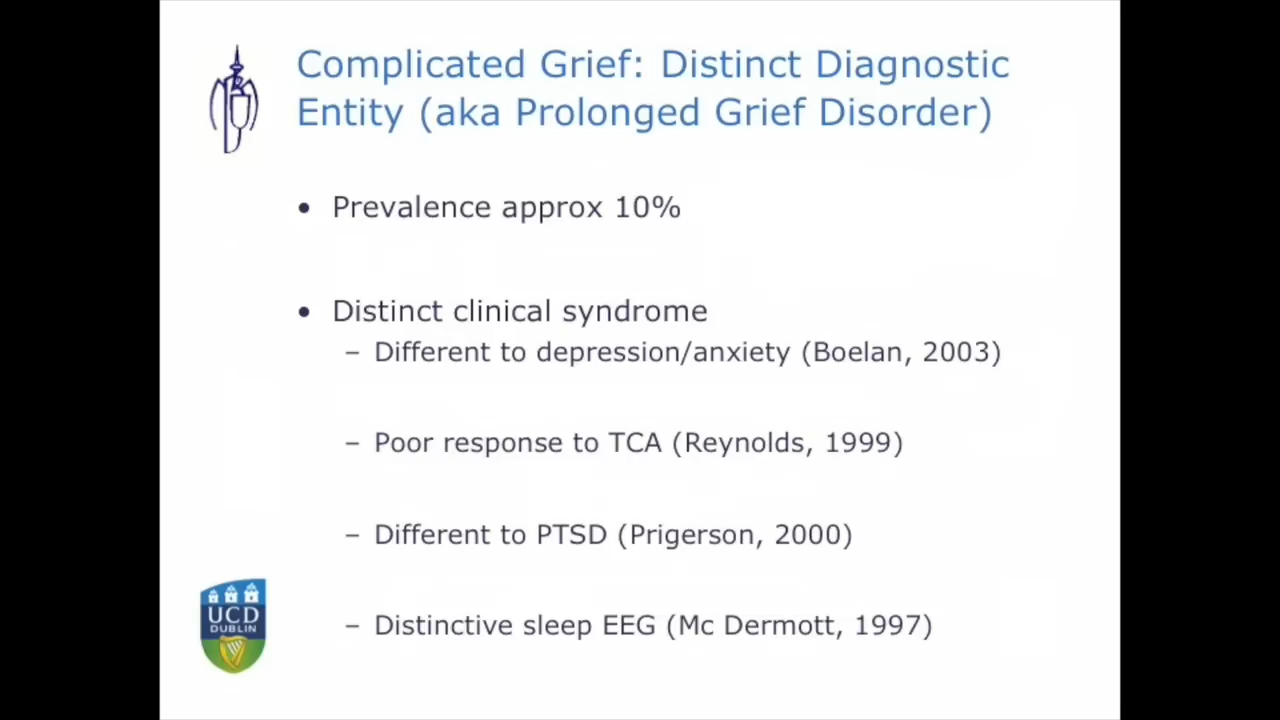 Complicated Grief: Distinct Diagnostic
Entity (aka Prolonged Grief Disorder)
• Prevalence approx 10%
• Distinct clinical syndrome
– Different to depression/anxiety (Boelan, 2003)
– Poor response to TCA (Reynolds, 1999)
– Different to PTSD (Prigerson, 2000)
– Distinctive sleep EEG (Mc Dermott, 1997)
UCD
DUBLIN